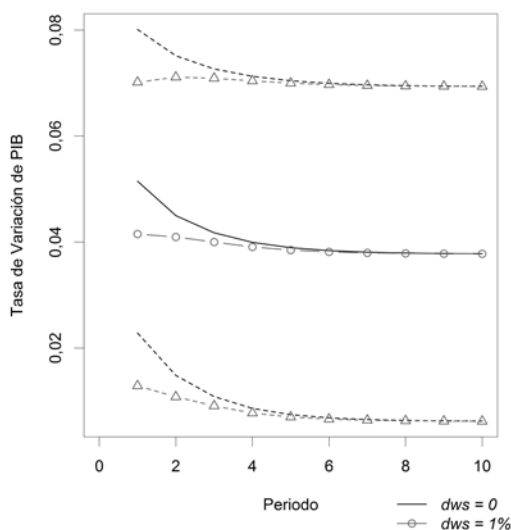 Tasa de Variación de PIB
0,08
0,06
0,04
0,02
0 2 4 6 8 10
Periodo
dws = 0
dws = 1%